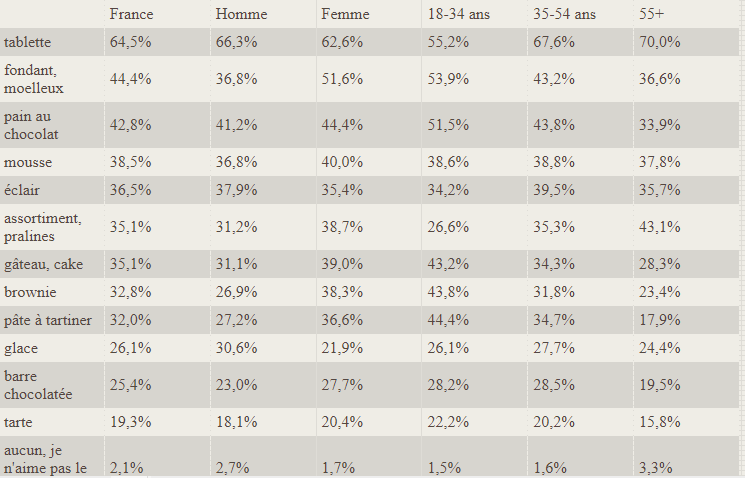 France Homme Femme 18-34 ans 35-54 ans 55+
tablette 64,5% 66,3% 62,6% 55,2% 67,6% 70,0%
fondant,
moelleux 44,4% 36,8% 51,6% 53,9% 43,2% 36,6%
pain au
chocolat 42,8% 41,2% 44,4% 51,5% 43,8% 33,9%
mousse 38,5% 36,8% 40,0% 38,6% 38,8% 37,8%
éclair 36,5% 37,9% 35,4% 34,2% 39,5% 35,7%
assortiment,
pralines 35,1% 31,2% 38,7% 26,6% 35,3% 43,1%
gâteau, cake 35,1% 31,1% 39,0% 43,2% 34,3% 28,3%
brownie 32,8% 26,9% 38,3% 43,8% 31,8% 23,4%
pâte à tartiner 32,0% 27,2% 36,6% 44,4% 34,7% 17,9%
glace 26,1% 30,6% 21,9% 26,1% 27,7% 24,4%
barre
chocolatée 25,4% 23,0% 27,7% 28,2% 28,5% 19,5%
tarte 19,3% 18,1% 20,4% 22,2% 20,2% 15,8%
aucun, je
n'aime pas le 2,1% 2,7% 1,7% 1,5% 1,6% 3,3%